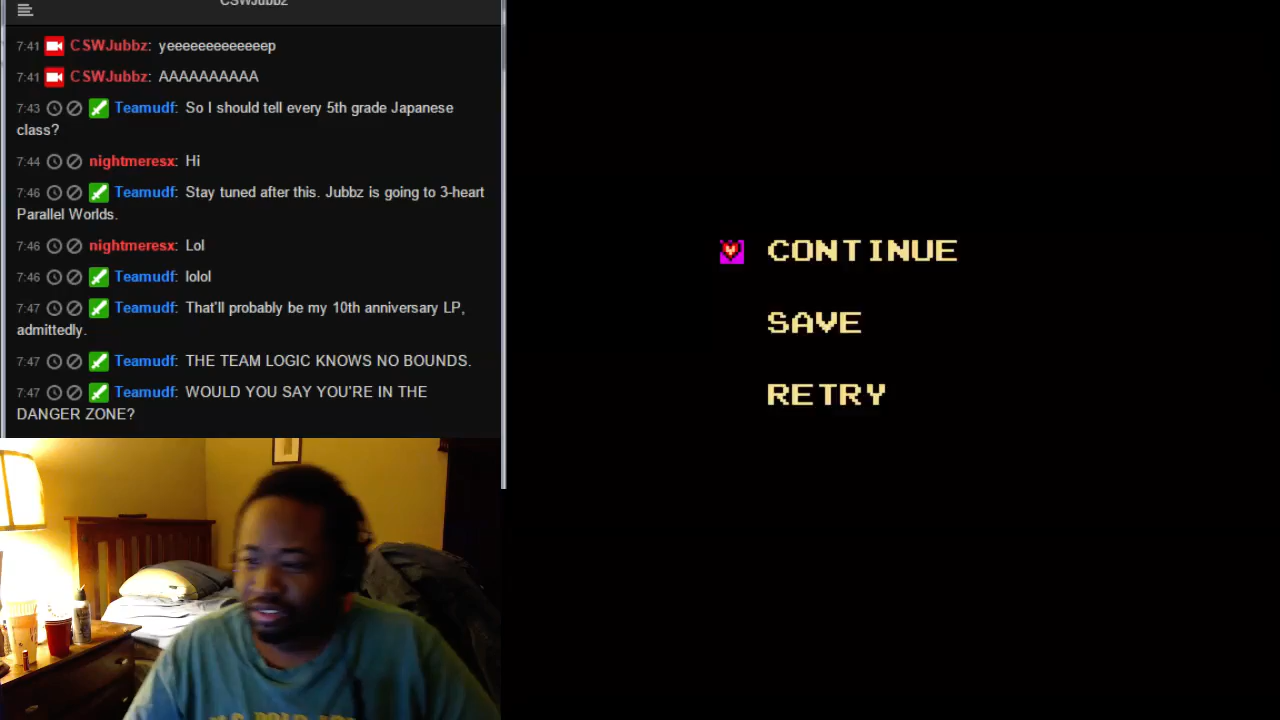 CSWJubbz
7:41 CSWJubbz: yeeeeeeeeeeeeep
7:41 CSWJubbz: AAAAAAAAAA
7:43 Teamudf: So I should tell every 5th grade Japanese
class?
7:44 nightmeresx: Hi
7:46 Teamudf: Stay tuned after this. Jubbz is going to 3-heart
Parallel Worlds.
7:46 nightmeresx: Lol
7:46 Teamudf: lolol
7:47 Teamudf: That'll probably be my 10th anniversary LP,
admittedly.
7:47 Teamudf: THE TEAM LOGIC KNOWS NO BOUNDS.
7:47 Teamudf: WOULD YOU SAY YOU'RE IN THE
DANGER ZONE?
CONTINUE
SAVE
RETRY